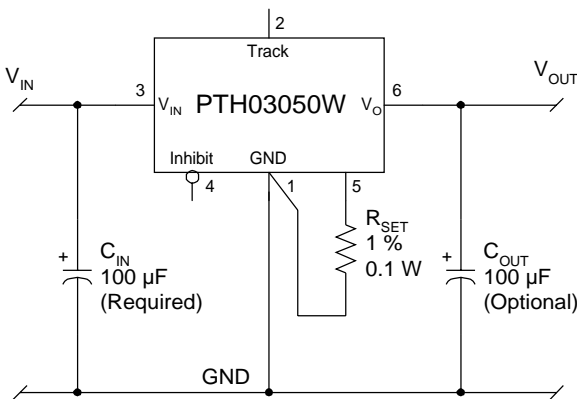 2
Track
V_IN
3
V_IN
PTH03050W
V_O
6
V_OUT
Inhibit
GND
4
1
5
R_SET
1 %
0.1 W
+
C_IN
100 µF
(Required)
+
C_OUT
100 µF
(Optional)
GND